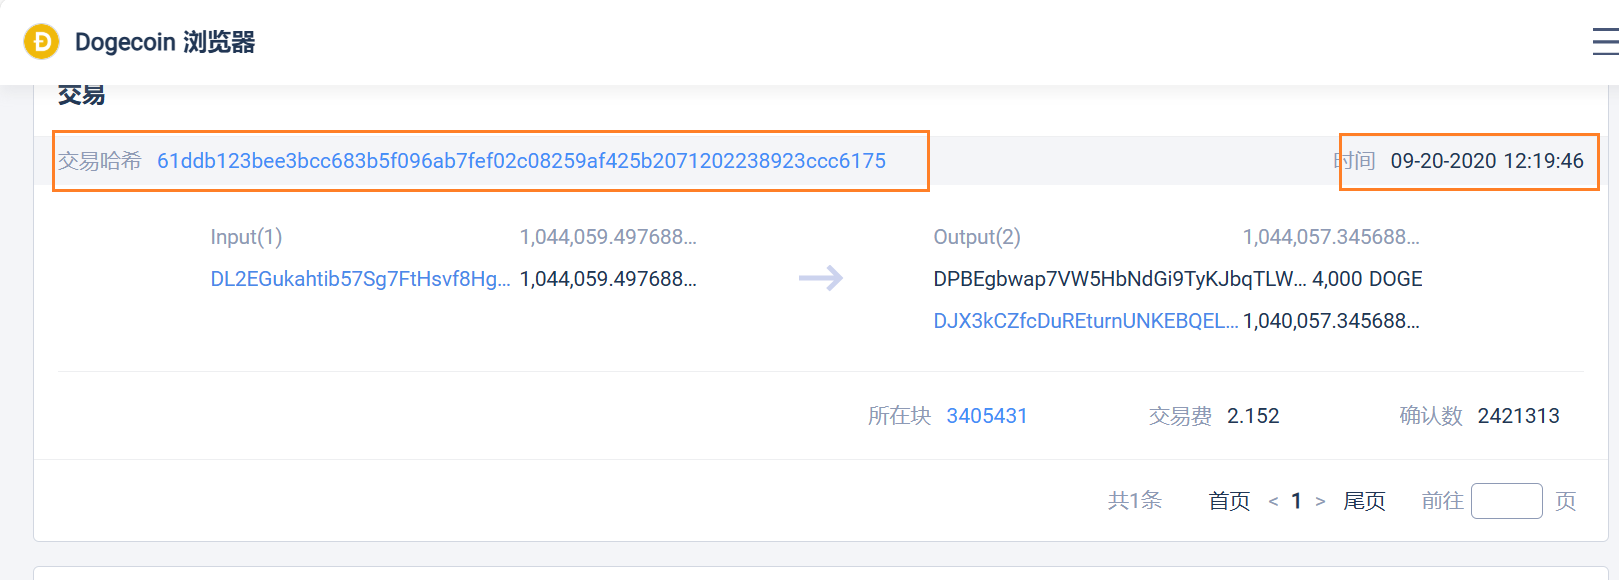 Dogecoin 浏览器
交易
交易哈希 61ddb123bee3bcc683b5f096ab7fef02c08259af425b2071202238923ccc6175 时间 09-20-2020 12:19:46
Input(1) 1,044,059.497688... Output(2) 1,044,057.345688...
DL2EGukahtib57Sg7FtHsvf8Hg... 1,044,059.497688... DPBEgbwap7VW5HbNdGi9TyKJbqTLW... 4,000 DOGE
DJX3kCZfcDuREturnUNKEBQEL... 1,040,057.345688...
所在块 3405431 交易费 2.152 确认数 2421313
共1条 首页 < 1 > 尾页 前往 页